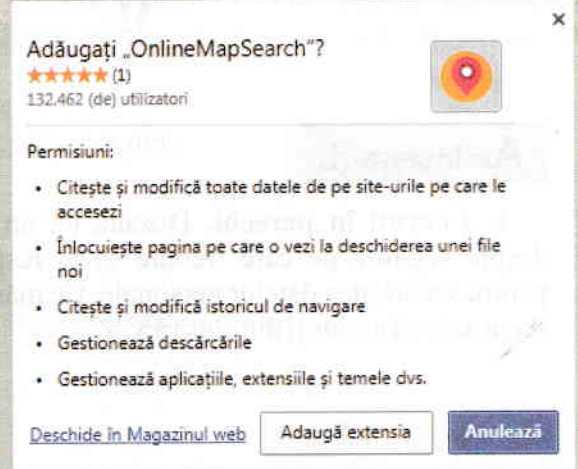 ×
Adăugați „OnlineMapSearch”?
★★★★★ (1)
132.462 (de) utilizatori
Permisiuni:
• Citește și modifică toate datele de pe site-urile pe care le
accesezi
• Înlocuiește pagina pe care o vezi la deschiderea unei file
noi
• Citește și modifică istoricul de navigare
• Gestionează descărcările
• Gestionează aplicațiile, extensiile și temele dvs.
Deschide în Magazinul web
Adaugă extensia
Anulează